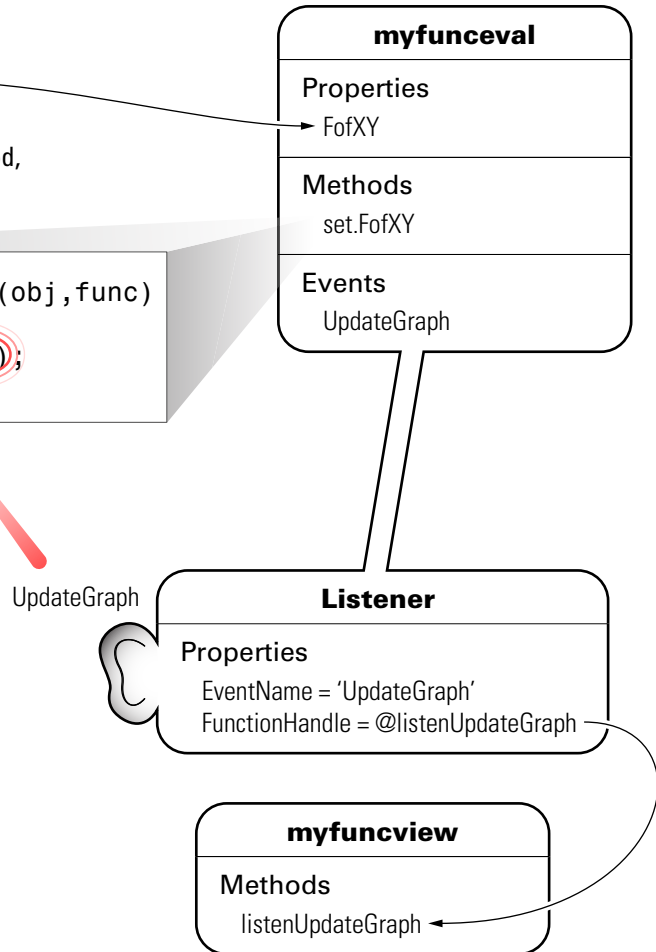 myfunceval
Properties
FofXY
d,
Methods
set.FofXY
(obj,func)
Events
UpdateGraph
);
UpdateGraph
Listener
Properties
EventName = ‘UpdateGraph’
FunctionHandle = @listenUpdateGraph
myfuncview
Methods
listenUpdateGraph